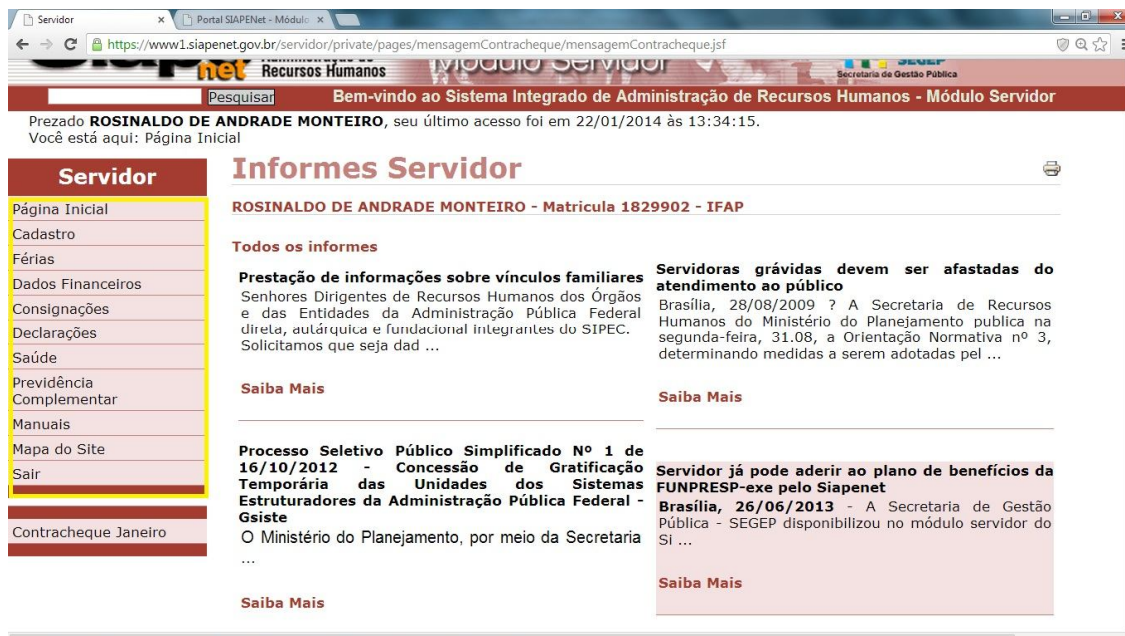 Servidor
Portal SIAPENet - Módulo
https://www1.siapenet.gov.br/servidor/private/pages/mensagemContracheque/mensagemContracheque.jsf
net
Recursos Humanos
Módulo Servidor
Secretaria de Gestão Pública
Pesquisar
Bem-vindo ao Sistema Integrado de Administração de Recursos Humanos - Módulo Servidor
Prezado ROSINALDO DE ANDRADE MONTEIRO, seu último acesso foi em 22/01/2014 às 13:34:15.
Você está aqui: Página Inicial
Servidor
Página Inicial
Cadastro
Férias
Dados Financeiros
Consignações
Declarações
Saúde
Previdência
Complementar
Manuais
Mapa do Site
Sair
Contracheque Janeiro
Informes Servidor
ROSINALDO DE ANDRADE MONTEIRO - Matricula 1829902 - IFAP
Todos os informes
Prestação de informações sobre vínculos familiares
Senhores Dirigentes de Recursos Humanos dos Órgãos
e das Entidades da Administração Pública Federal
direta, autárquica e fundacional integrantes do SIPEC.
Solicitamos que seja dad ...
Saiba Mais
Servidoras grávidas devem ser afastadas do
atendimento ao público
Brasília, 28/08/2009 ? A Secretaria de Recursos
Humanos do Ministério do Planejamento publica na
segunda-feira, 31.08, a Orientação Normativa nº 3,
determinando medidas a serem adotadas pel ...
Saiba Mais
Processo Seletivo Público Simplificado Nº 1 de
16/10/2012 - Concessão de Gratificação
Temporária das Unidades dos Sistemas
Estruturadores da Administração Pública Federal -
Gsiste
O Ministério do Planejamento, por meio da Secretaria
...
Saiba Mais
Servidor já pode aderir ao plano de benefícios da
FUNPRESP-exe pelo Siapenet
Brasília, 26/06/2013 - A Secretaria de Gestão
Pública - SEGEP disponibilizou no módulo servidor do
Si ...
Saiba Mais